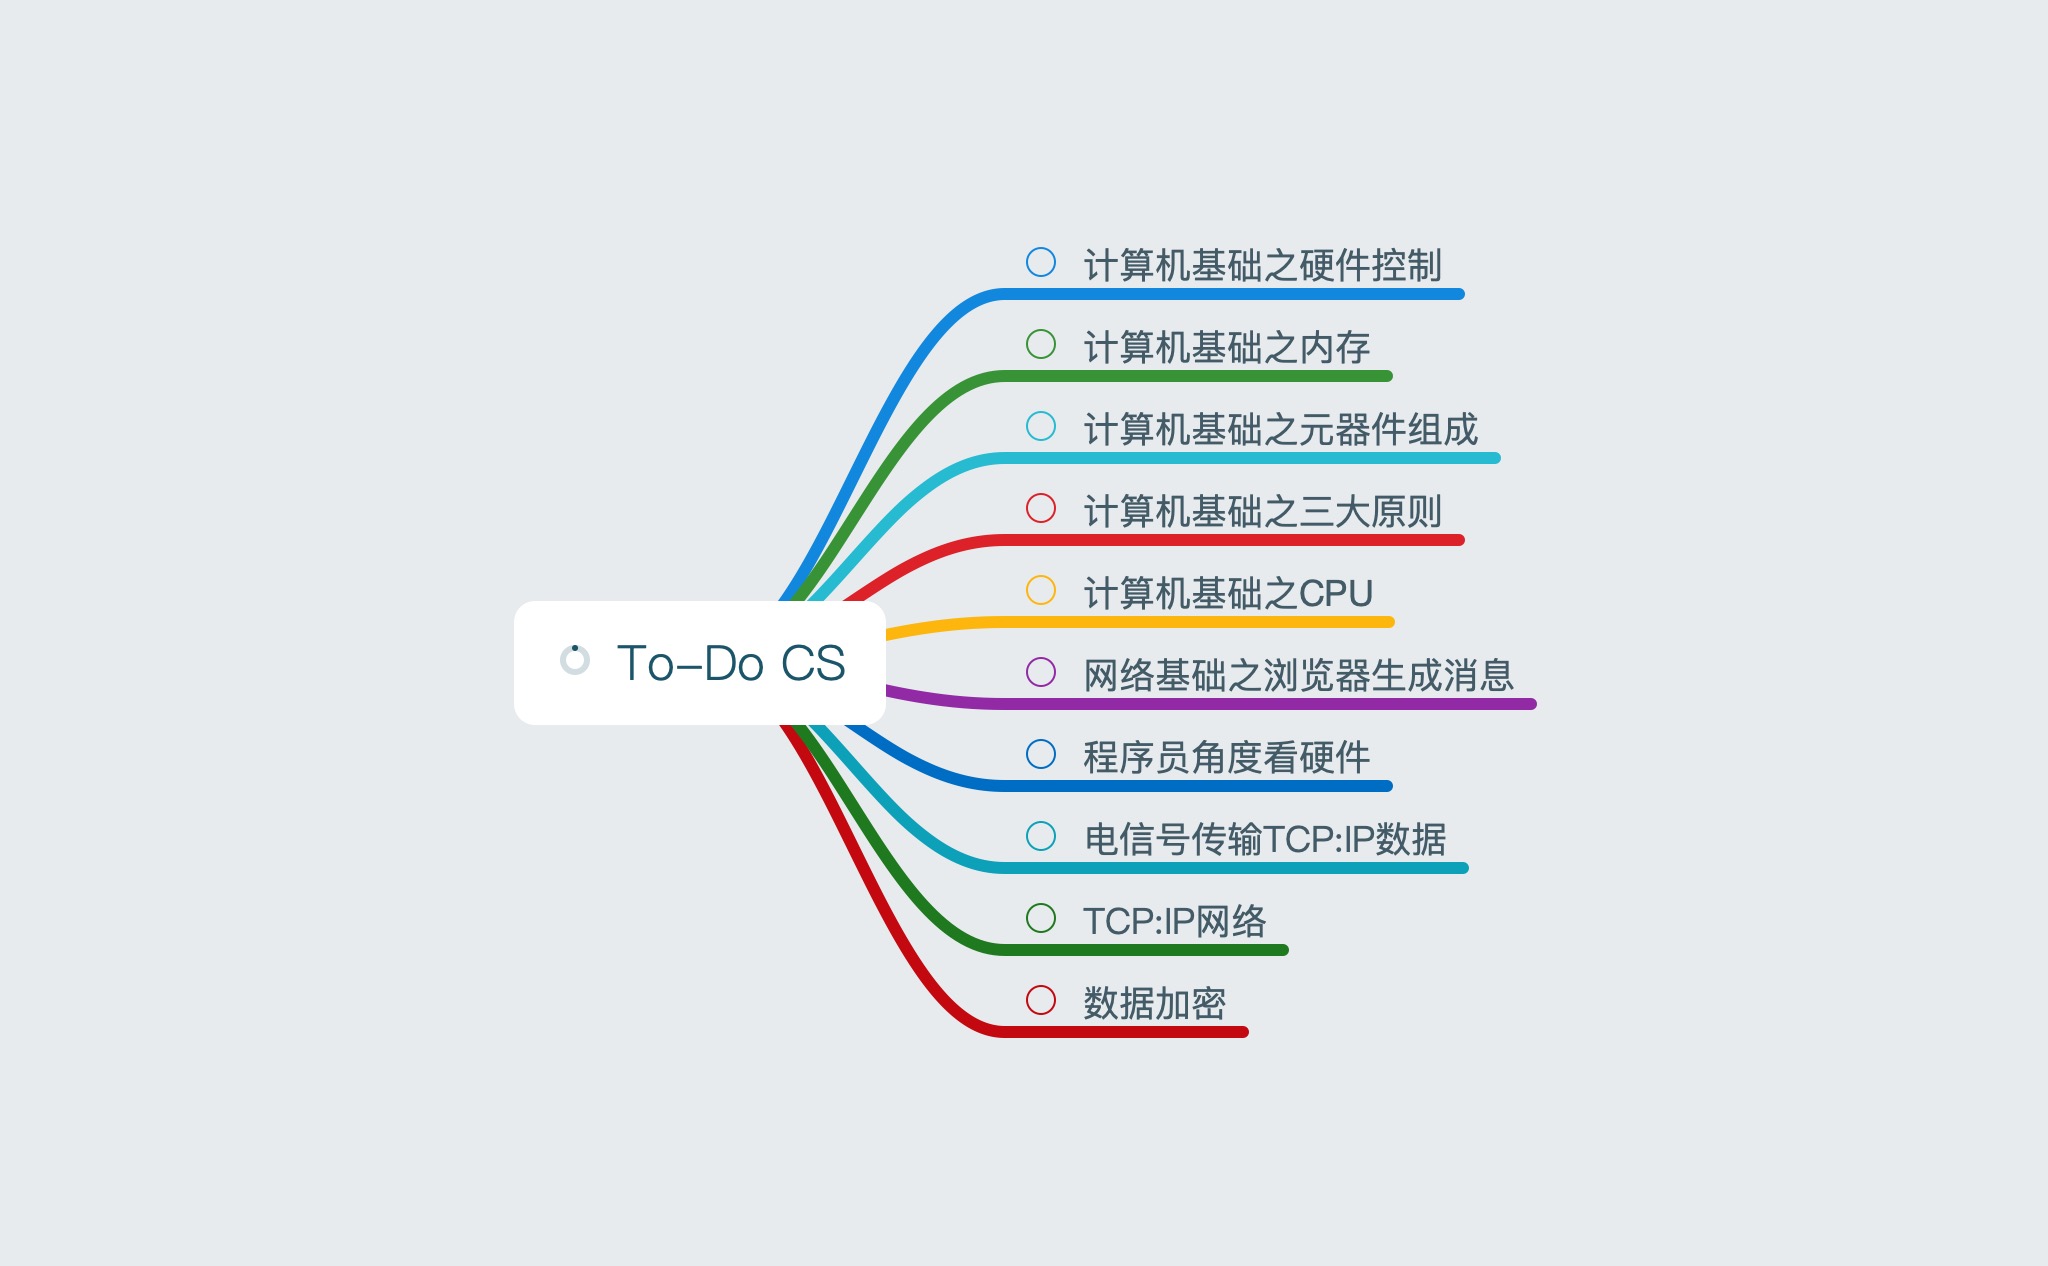 计算机基础之硬件控制
计算机基础之内存
计算机基础之元器件组成
计算机基础之三大原则
计算机基础之CPU
To-Do CS
网络基础之浏览器生成消息
程序员角度看硬件
电信号传输TCP:IP数据
TCP:IP网络
数据加密